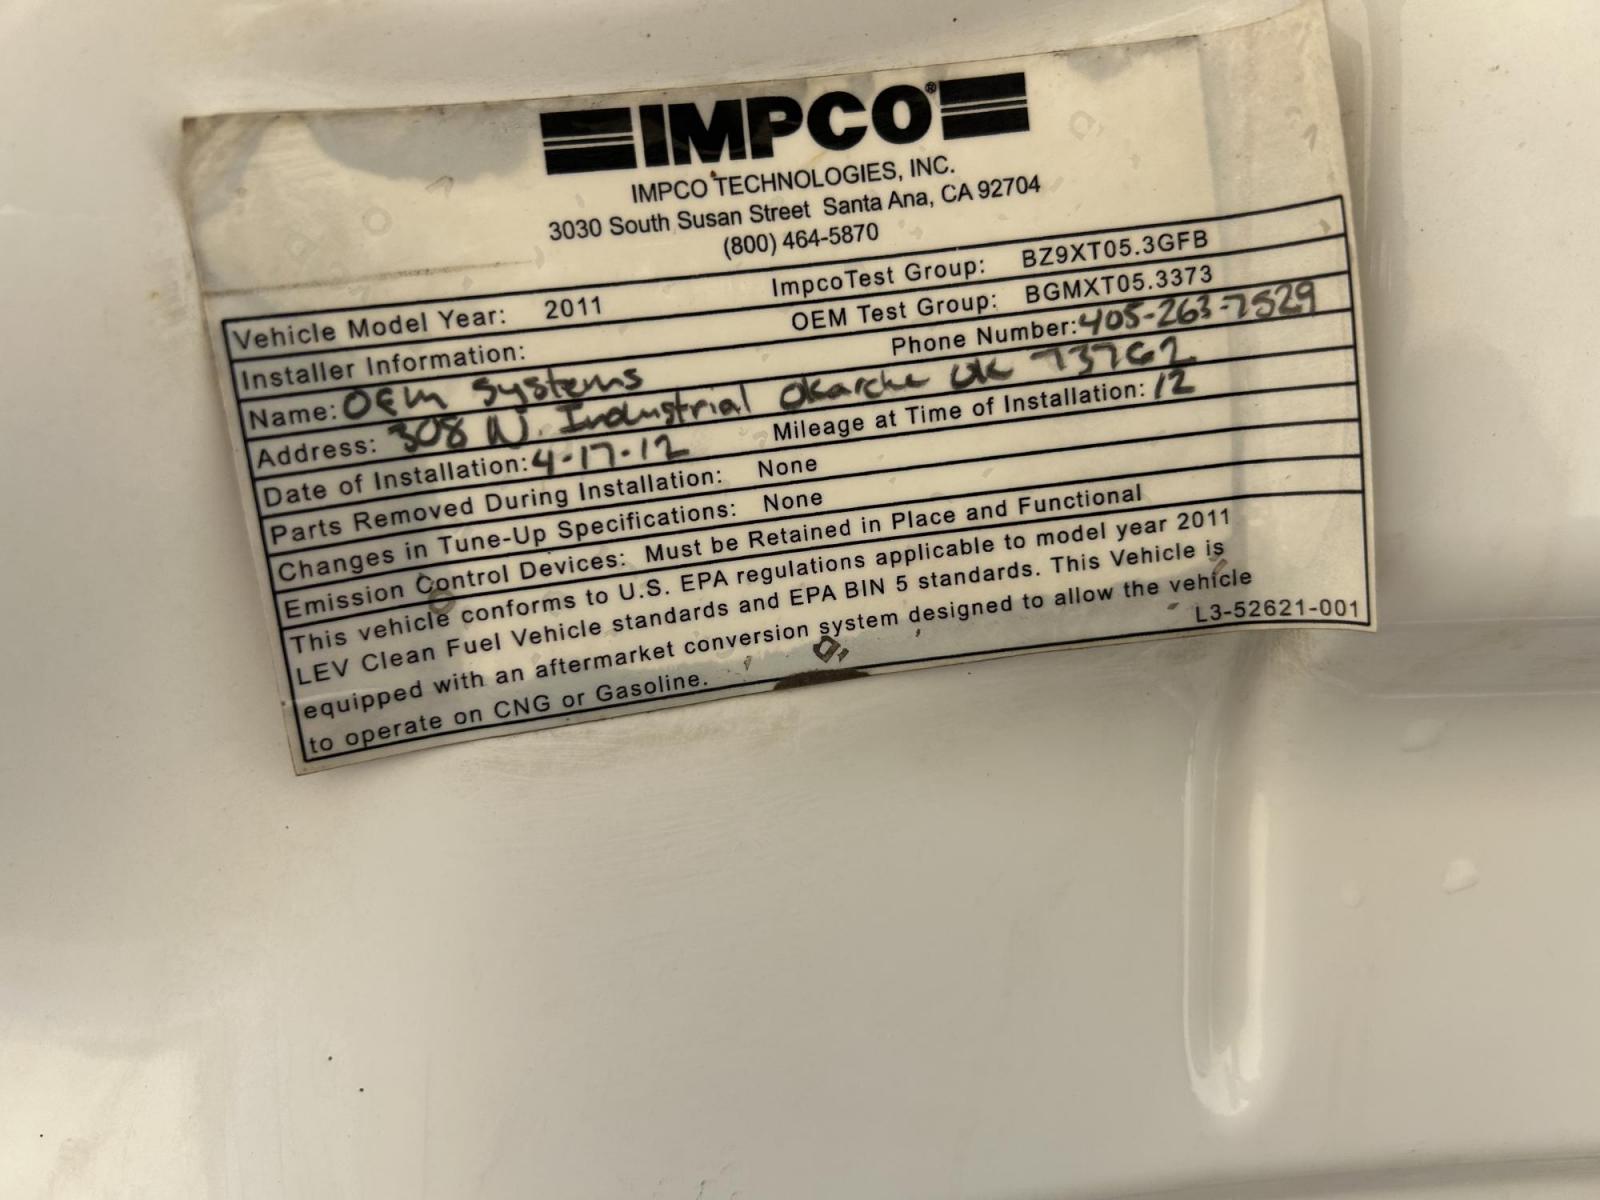 IMPCO®
IMPCO TECHNOLOGIES, INC.
3030 South Susan Street Santa Ana, CA 92704
(800) 464-5870
Vehicle Model Year: 2011 ImpcoTest Group: BZ9XT05.3GFB
Installer Information: OEM Test Group: BGMXT05.3373
Name: OEM Systems Phone Number: 405-263-7529
Address: 308 N. Industrial Okarche OK 73762
Date of Installation: 4-17-12 Mileage at Time of Installation: 12
Parts Removed During Installation: None
Changes in Tune-Up Specifications: None
Emission Control Devices: Must be Retained in Place and Functional
This vehicle conforms to U.S. EPA regulations applicable to model year 2011
LEV Clean Fuel Vehicle standards and EPA BIN 5 standards. This Vehicle is
equipped with an aftermarket conversion system designed to allow the vehicle
to operate on CNG or Gasoline. L3-52621-001